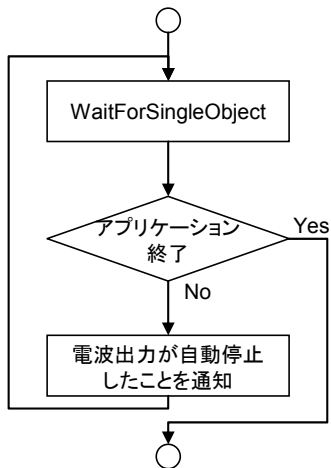 WaitForSingleObject
アプリケーション
終了
Yes
No
電波出力が自動停止
したことを通知